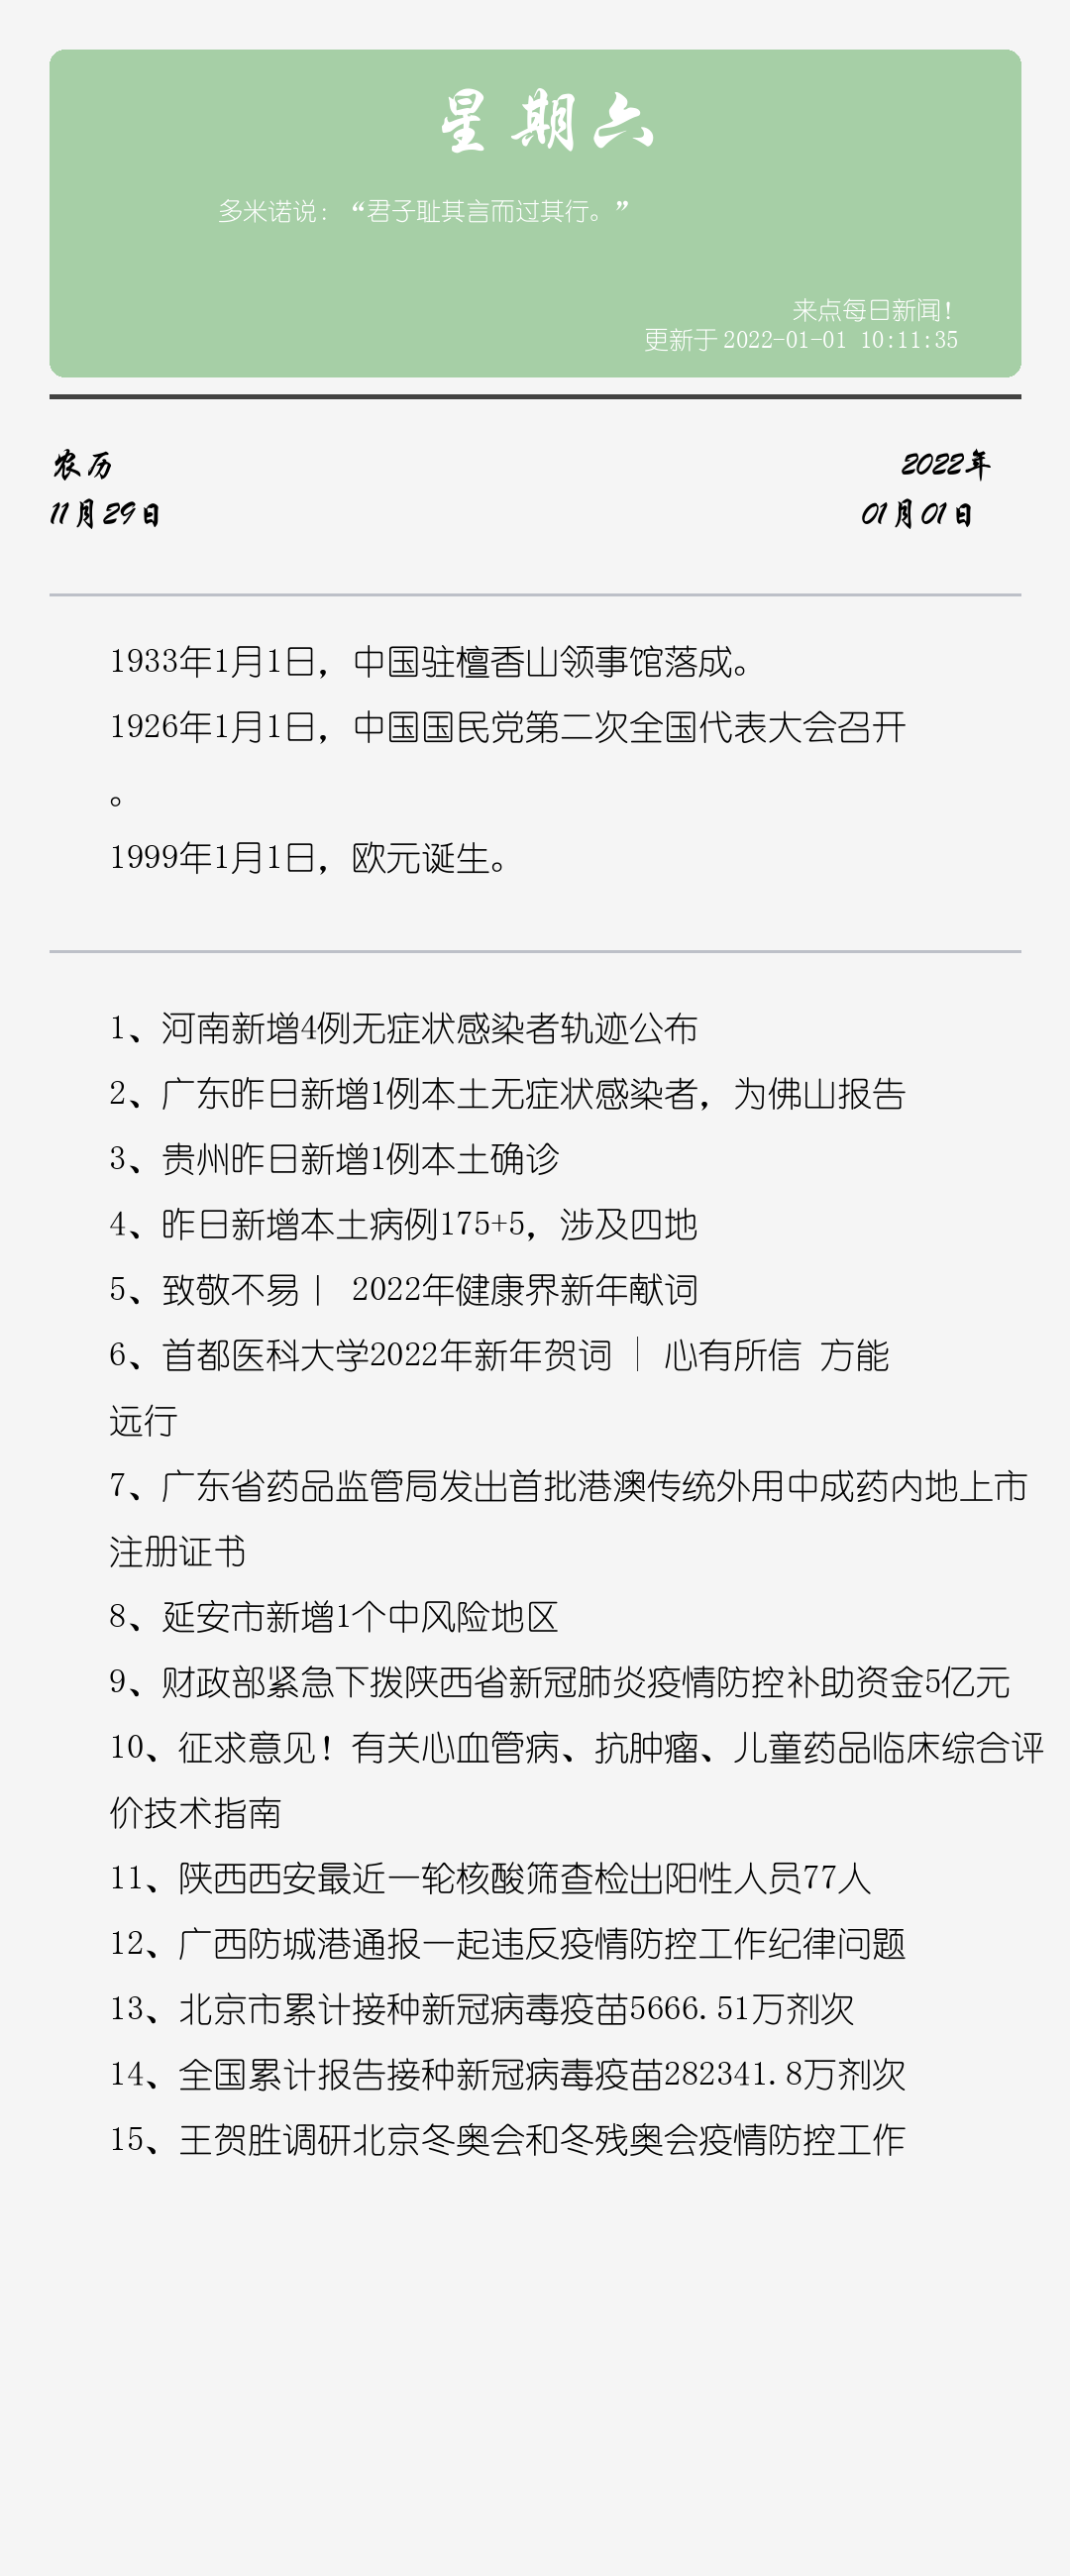 星期六
多米诺说：“君子耻其言而过其行。”
来点每日新闻！
更新于 2022-01-01 10:11:35
农历
2022年
11月29日
01月01日
1933年1月1日，中国驻檀香山领事馆落成。
1926年1月1日，中国国民党第二次全国代表大会召开
。
1999年1月1日，欧元诞生。
1、河南新增4例无症状感染者轨迹公布
2、广东昨日新增1例本土无症状感染者，为佛山报告
3、贵州昨日新增1例本土确诊
4、昨日新增本土病例175+5，涉及四地
5、致敬不易丨 2022年健康界新年献词
6、首都医科大学2022年新年贺词 │ 心有所信 方能
远行
7、广东省药品监管局发出首批港澳传统外用中成药内地上市
注册证书
8、延安市新增1个中风险地区
9、财政部紧急下拨陕西省新冠肺炎疫情防控补助资金5亿元
10、征求意见！有关心血管病、抗肿瘤、儿童药品临床综合评
价技术指南
11、陕西西安最近一轮核酸筛查检出阳性人员77人
12、广西防城港通报一起违反疫情防控工作纪律问题
13、北京市累计接种新冠病毒疫苗5666.51万剂次
14、全国累计报告接种新冠病毒疫苗282341.8万剂次
15、王贺胜调研北京冬奥会和冬残奥会疫情防控工作